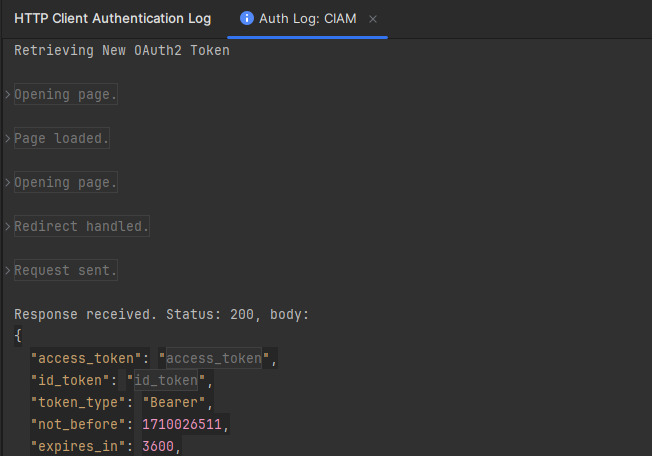 HTTP Client Authentication Log
Auth Log: CIAM
Retrieving New OAuth2 Token
Opening page.
Page loaded.
Opening page.
Redirect handled.
Request sent.
Response received. Status: 200, body:
{
"access_token": "access_token",
"id_token": "id_token",
"token_type": "Bearer",
"not_before": 1710026511,
"expires_in": 3600,